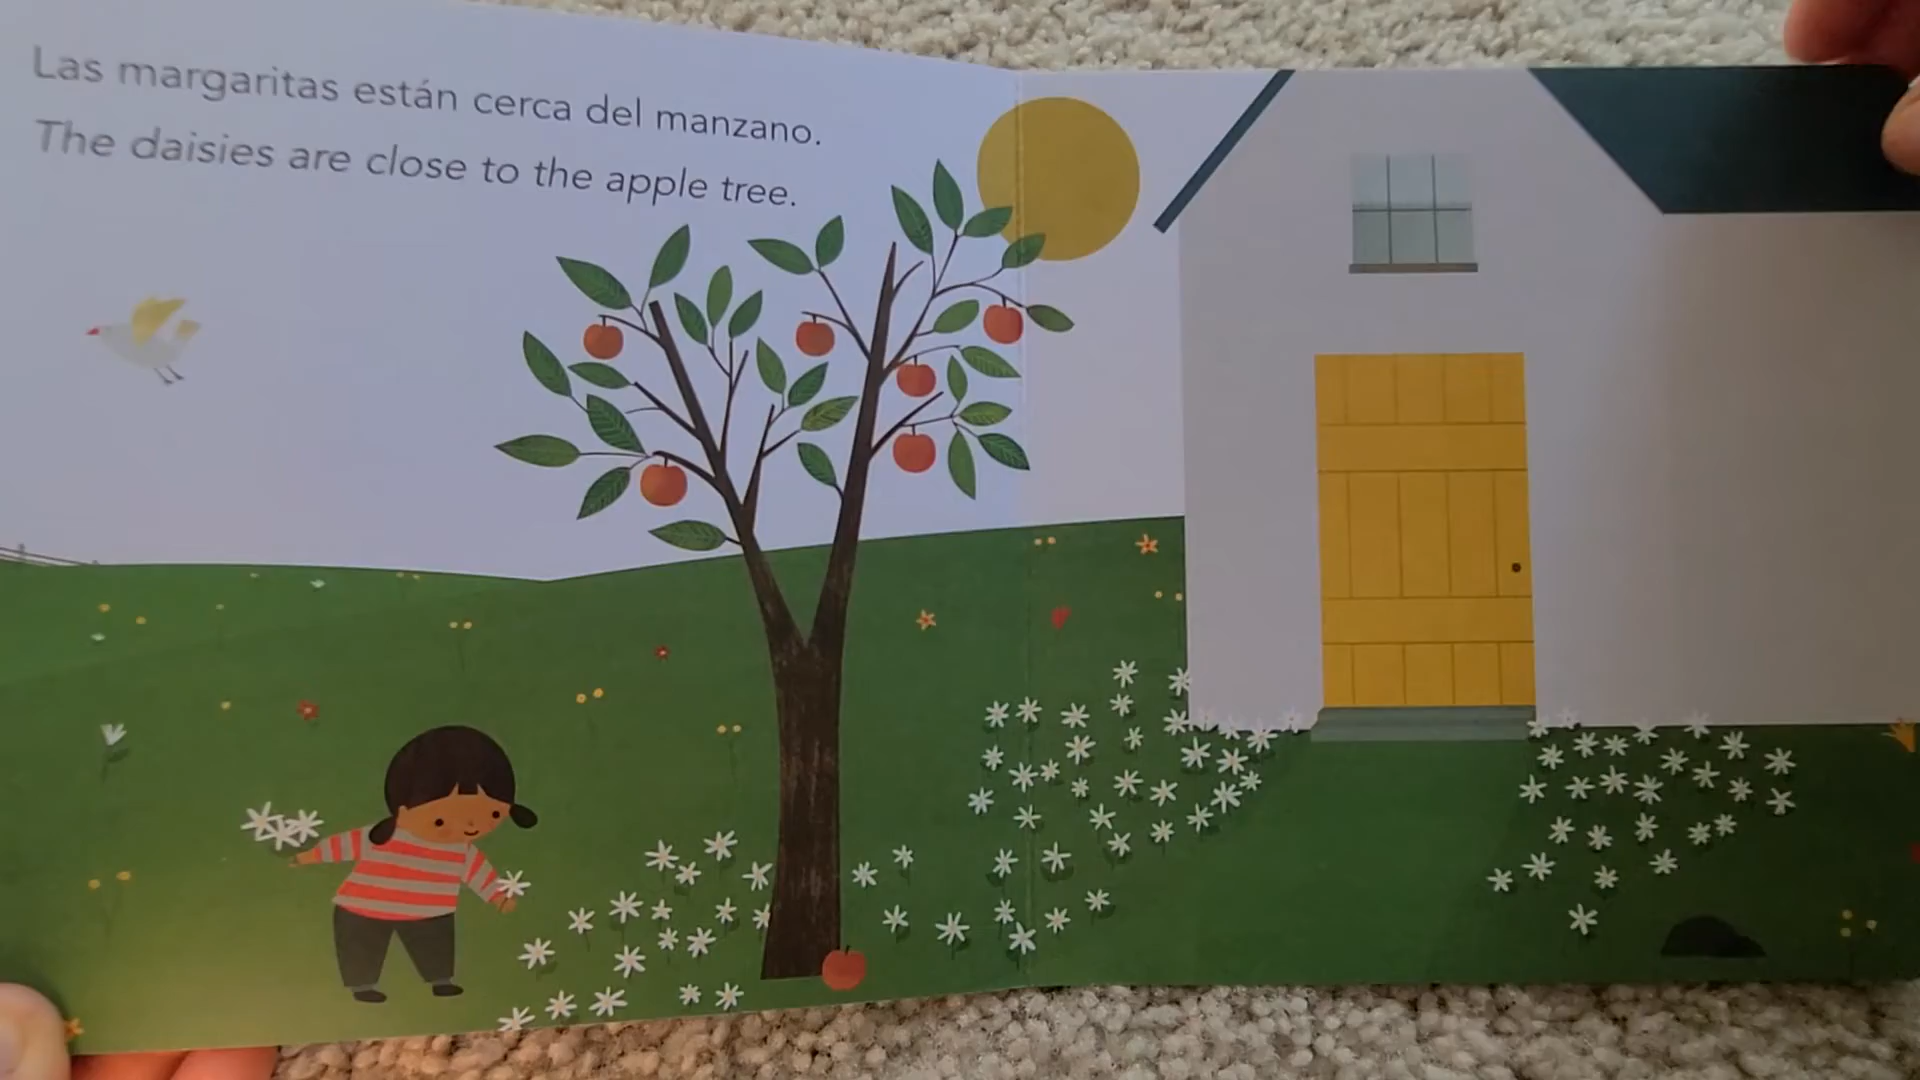 Las margaritas están cerca del manzano.
The daisies are close to the apple tree.